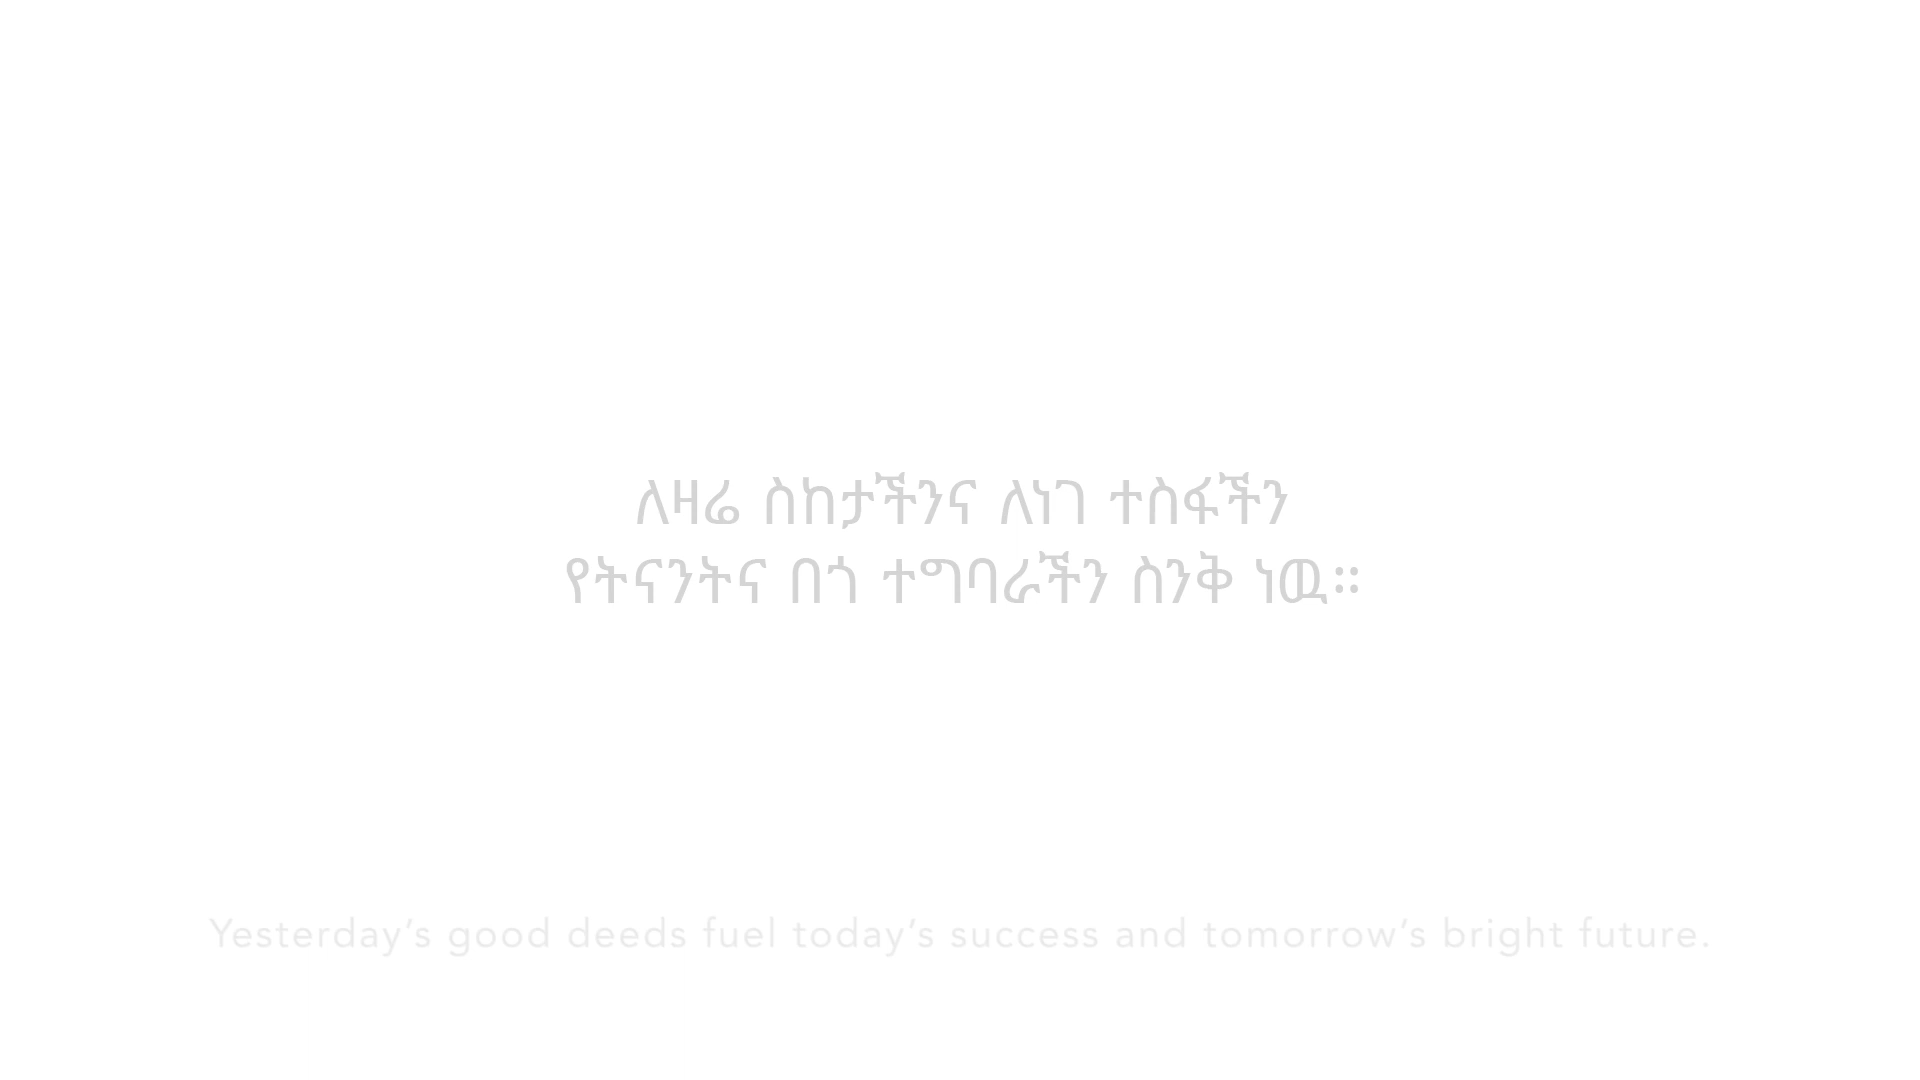 ለዛሬ ስኬታችንና ለነገ ተስፋችን
የትናንትና በጎ ተግባራችን ስንቅ ነዉ።
Yesterday’s good deeds fuel today’s success and tomorrow’s bright future.